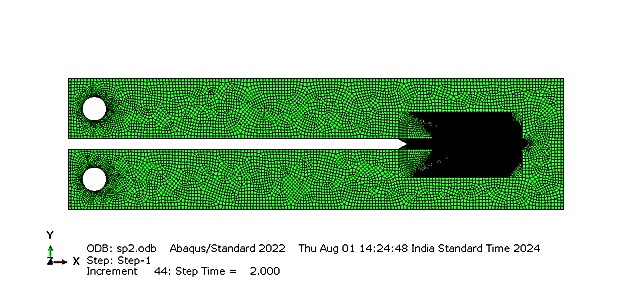 Y
X
ODB: sp2.odb    Abaqus/Standard 2022    Thu Aug 01 14:24:48 India Standard Time 2024
Step: Step-1
Increment     44: Step Time =    2.000